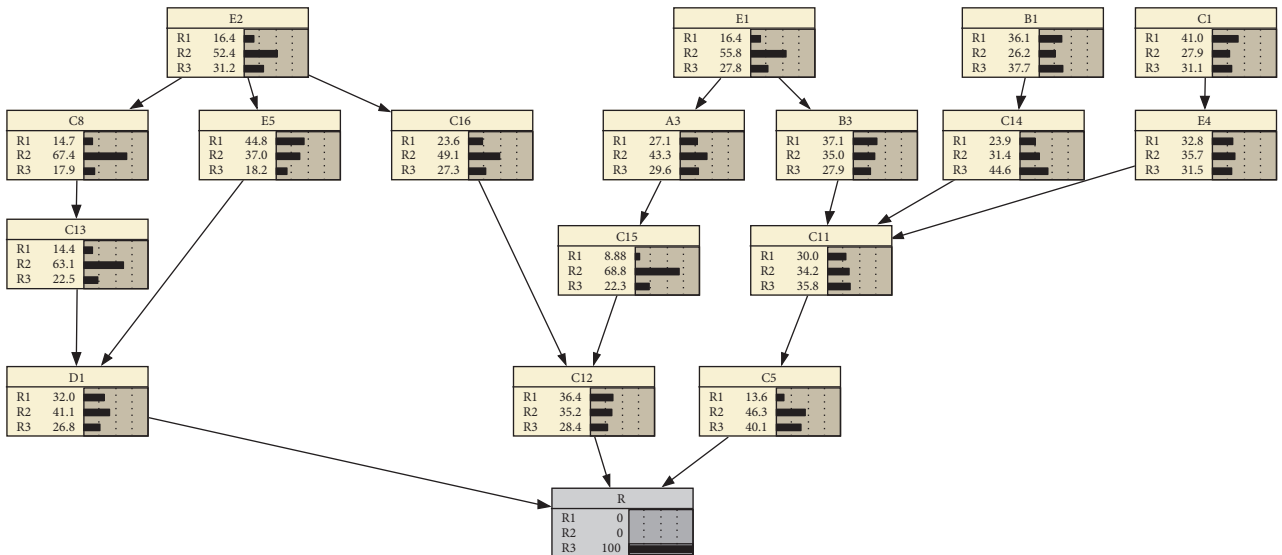 E2
R1 16.4
R2 52.4
R3 31.2
E1
R1 16.4
R2 55.8
R3 27.8
B1
R1 36.1
R2 26.2
R3 37.7
C1
R1 41.0
R2 27.9
R3 31.1
C8
R1 14.7
R2 67.4
R3 17.9
E5
R1 44.8
R2 37.0
R3 18.2
C16
R1 23.6
R2 49.1
R3 27.3
A3
R1 27.1
R2 43.3
R3 29.6
B3
R1 37.1
R2 35.0
R3 27.9
C14
R1 23.9
R2 31.4
R3 44.6
E4
R1 32.8
R2 35.7
R3 31.5
C13
R1 14.4
R2 63.1
R3 22.5
C15
R1 8.88
R2 68.8
R3 22.3
C11
R1 30.0
R2 34.2
R3 35.8
D1
R1 32.0
R2 41.1
R3 26.8
C12
R1 36.4
R2 35.2
R3 28.4
C5
R1 13.6
R2 46.3
R3 40.1
R
R1 0
R2 0
R3 100